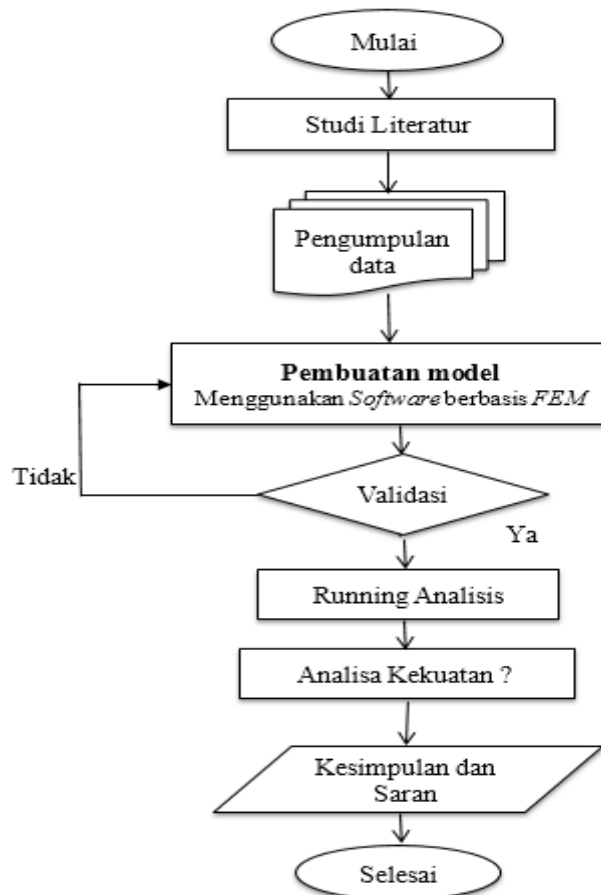 Mulai
Studi Literatur
Pengumpulan
data
Pembuatan model
Menggunakan Software berbasis FEM
Tidak
Validasi
Ya
Running Analisis
Analisa Kekuatan ?
Kesimpulan dan
Saran
Selesai